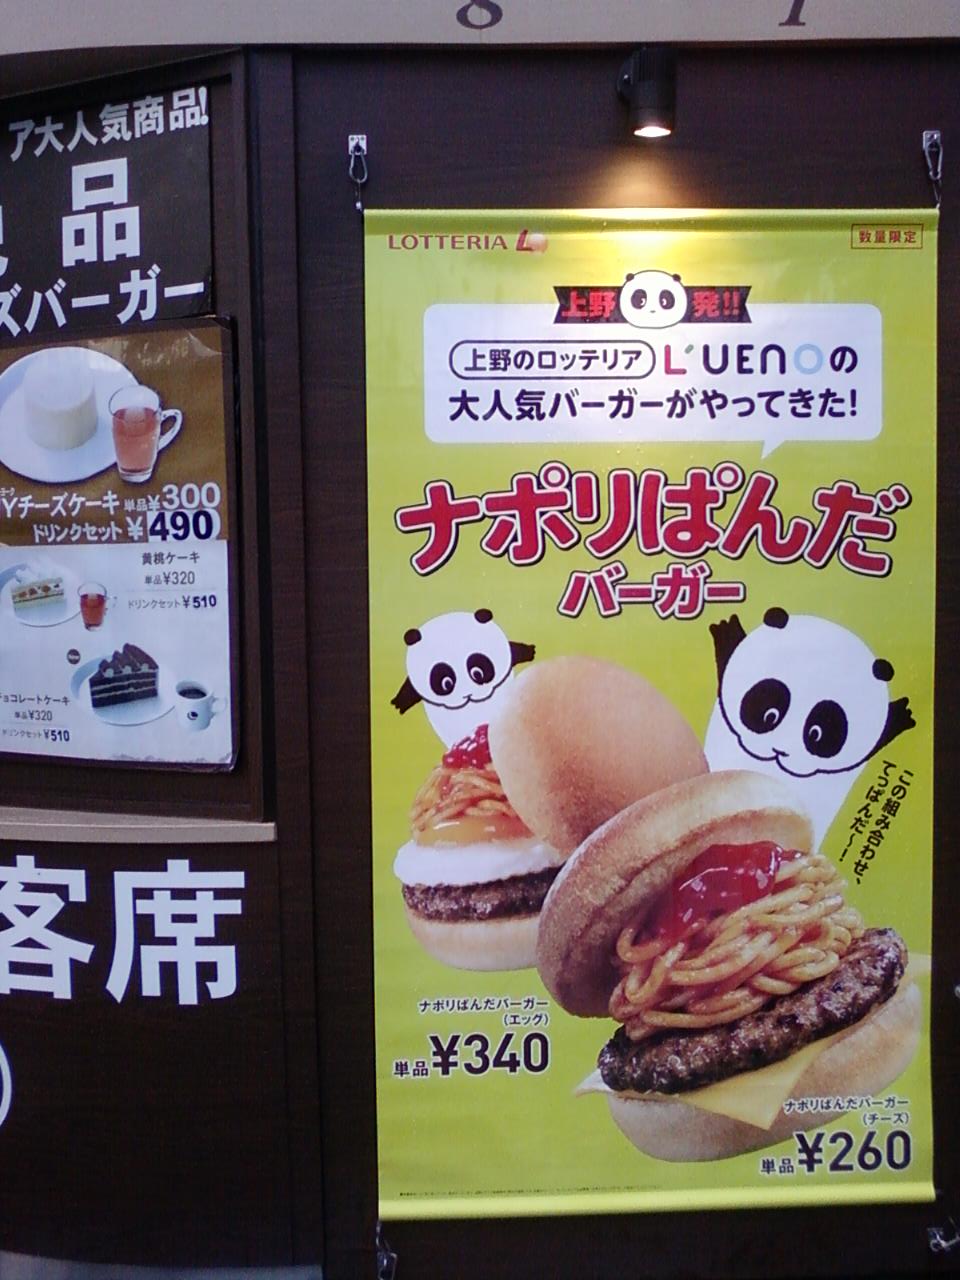 8 7
ア大人気商品!
品
ズバーガー
NYチーズケーキ 単品¥300
ドリンクセット ¥490
黄桃ケーキ
単品¥320
ドリンクセット¥510
New
チョコレートケーキ
単品¥320
ドリンクセット¥510
客席
LOTTERIA L
数量限定
上野発!!
上野のロッテリア L'UENOの
大人気バーガーがやってきた!
ナポリぱんだ
バーガー
この組み合わせ、
てっぱんだ〜!
ナポリぱんだバーガー
(エッグ)
単品¥340
ナポリぱんだバーガー
(チーズ)
単品¥260